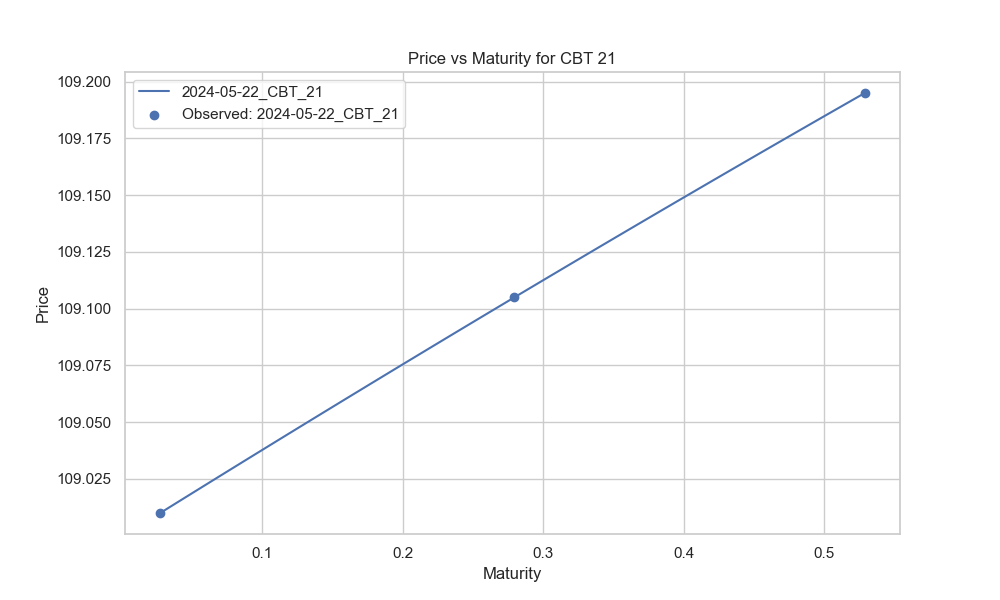 Price vs Maturity for CBT 21
2024-05-22_CBT_21
Observed: 2024-05-22_CBT_21
109.200
109.175
109.150
109.125
109.100
109.075
109.050
109.025
Price
0.1 0.2 0.3 0.4 0.5
Maturity